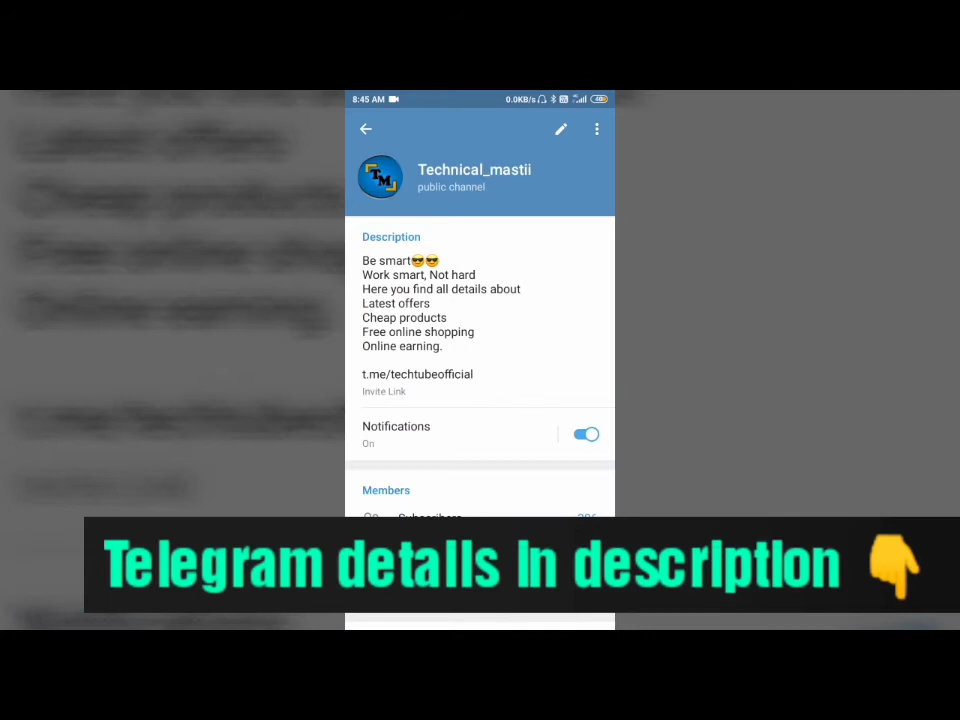 8:45 AM
0.0KB/s
Technical_mastii
public channel
TM
Description
Be smart😎😎
Work smart, Not hard
Here you find all details about
Latest offers
Cheap products
Free online shopping
Online earning.
t.me/techtubeofficial
Invite Link
Notifications
On
Members
Subscribers
Telegram details in description 👇